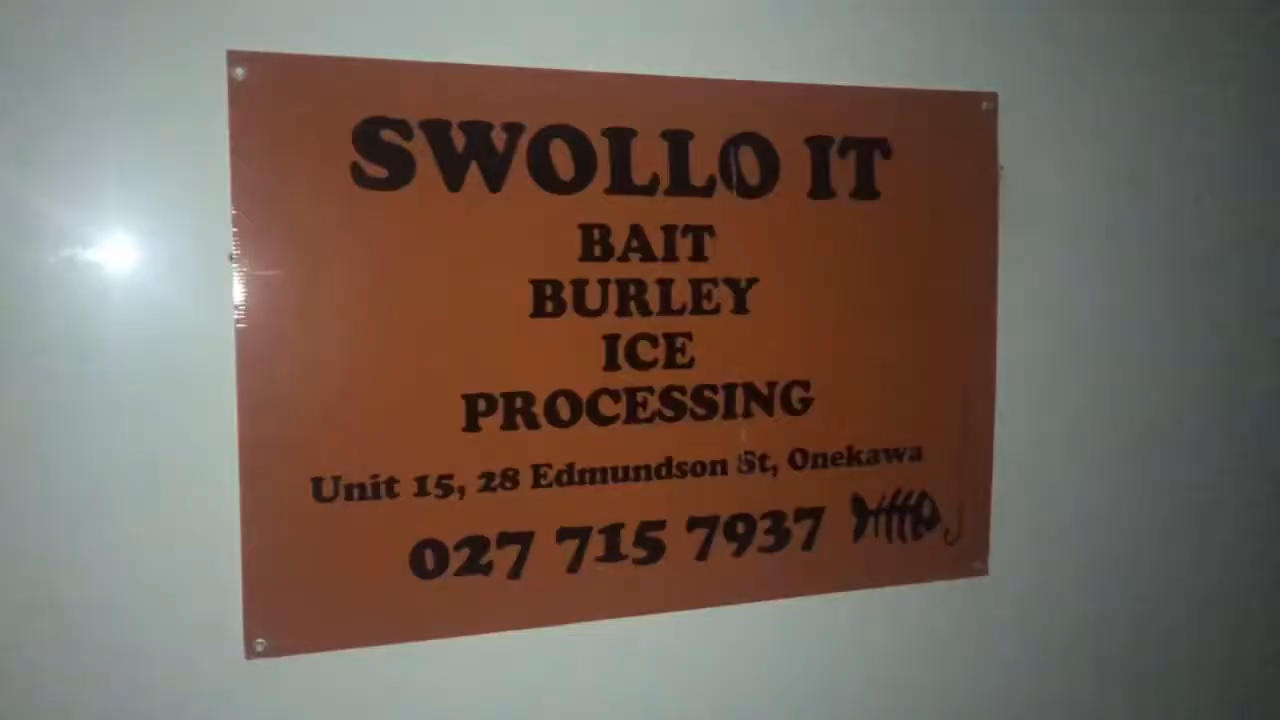 SWOLLO IT
BAIT
BURLEY
ICE
PROCESSING
Unit 15, 28 Edmundson St, Onekawa
027 715 7937